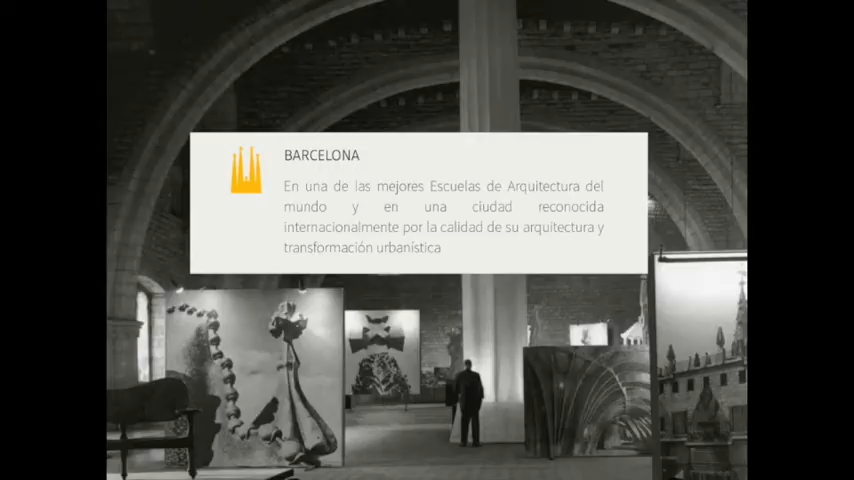 BARCELONA
En una de las mejores Escuelas de Arquitectura del
mundo y en una ciudad reconocida
internacionalmente por la calidad de su arquitectura y
transformación urbanística